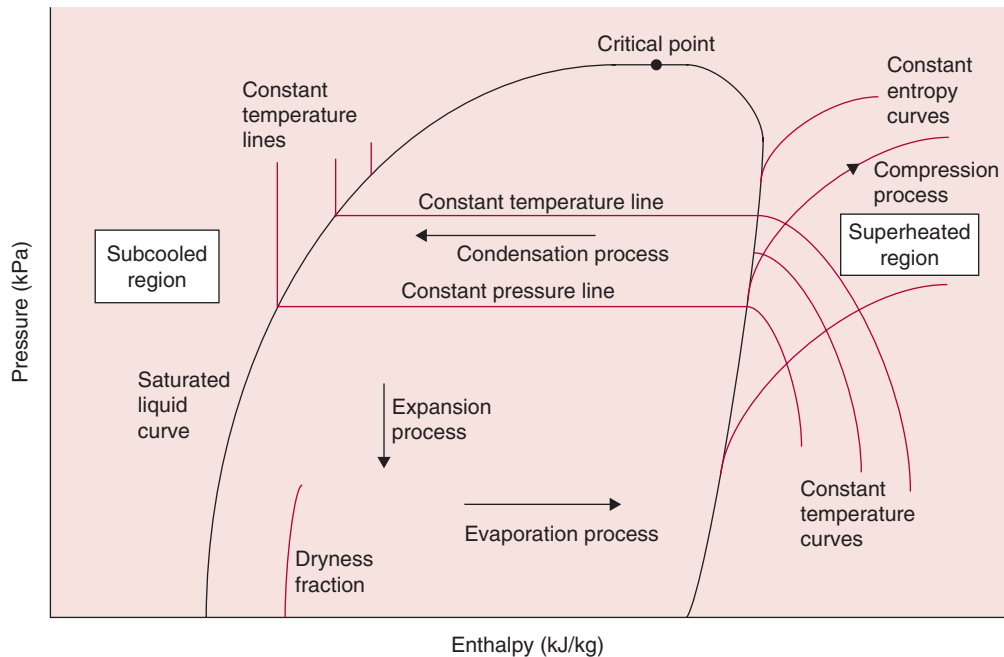 Critical point
Constant
temperature
lines
Constant
entropy
curves
Compression
process
Constant temperature line
Condensation process
Superheated
region
Subcooled
region
Constant pressure line
Pressure (kPa)
Saturated
liquid
curve
Expansion
process
Evaporation process
Constant
temperature
curves
Dryness
fraction
Enthalpy (kJ/kg)